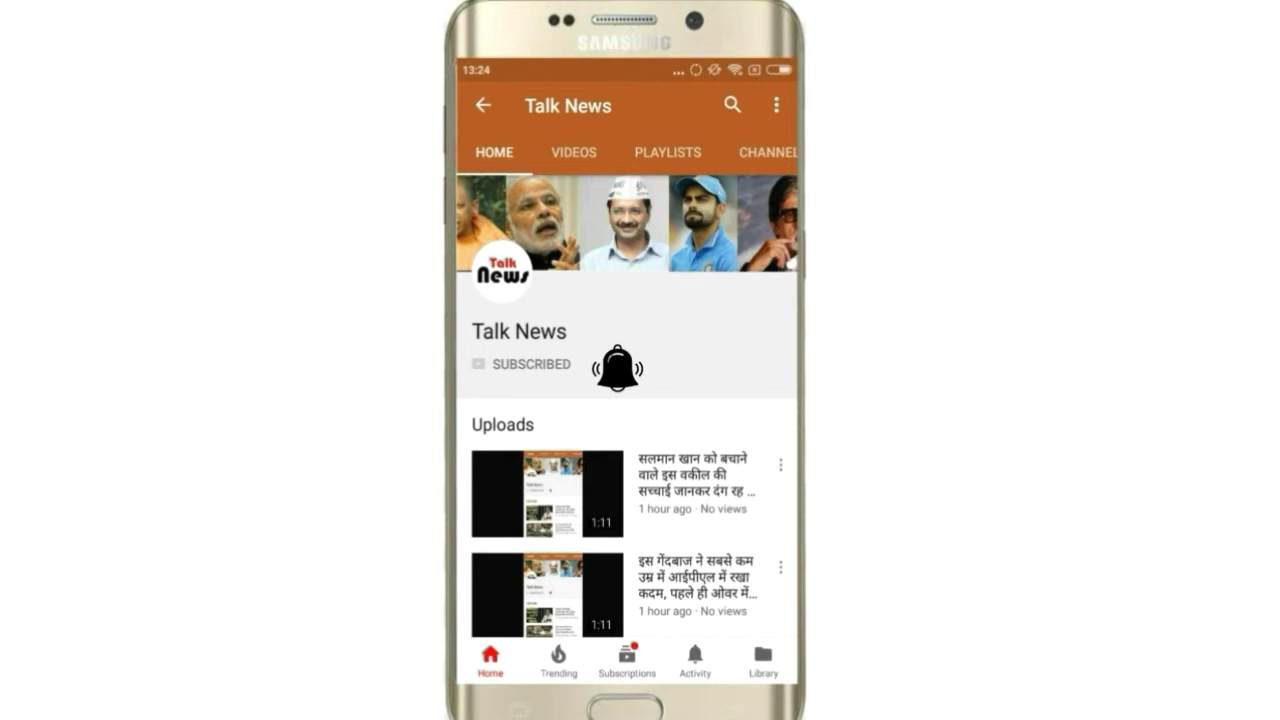 SAMSUNG
13:24
Talk News
HOME VIDEOS PLAYLISTS CHANNEL
Talk
News
Talk News
SUBSCRIBED
Uploads
सलमान खान को बचाने
वाले इस वकील की
सच्चाई जानकर दंग रह ...
1 hour ago · No views
1:11
इस गेंदबाज ने सबसे कम
उम्र में आईपीएल में रखा
कदम, पहले ही ओवर में...
1 hour ago · No views
1:11
Home Trending Subscriptions Activity Library